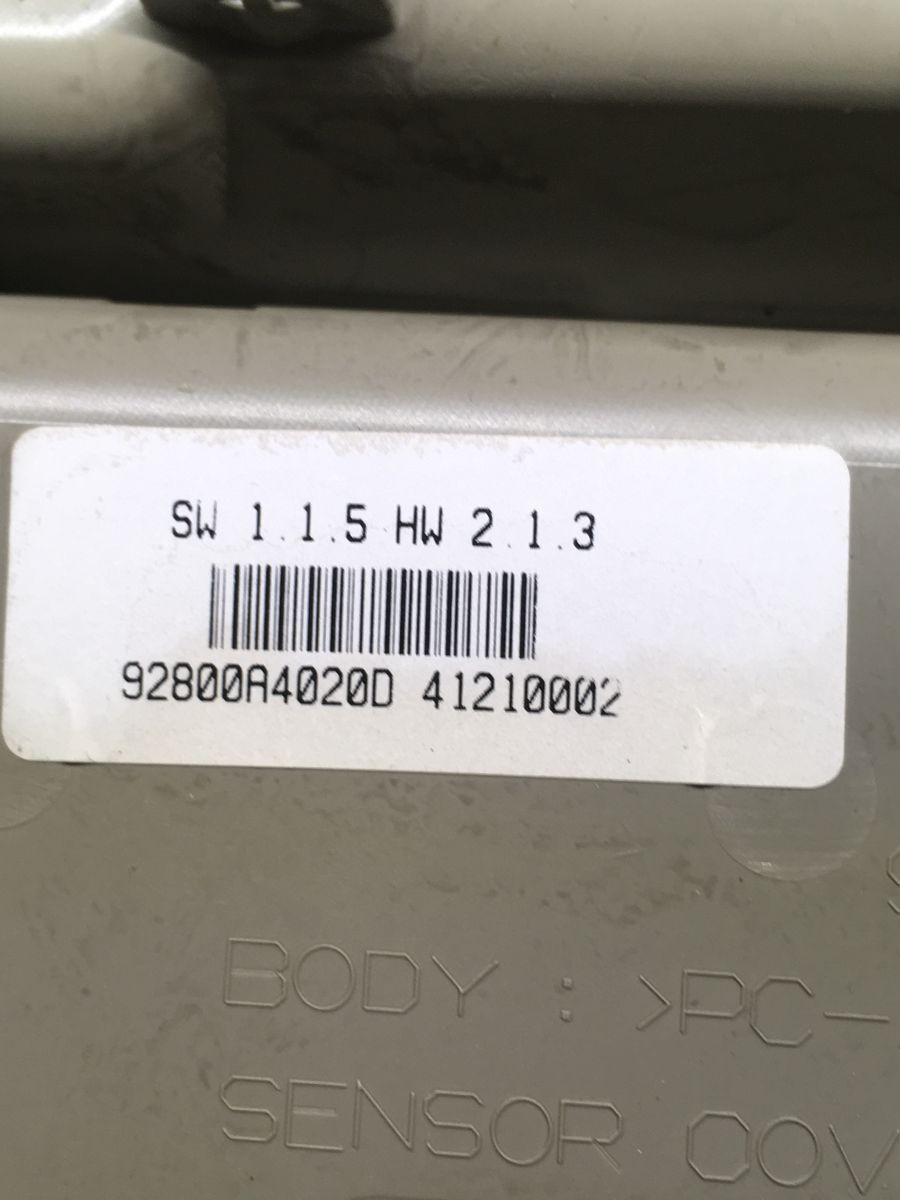 SW 1.1.5 HW 2.1.3
92800A4020D 41210002
BODY : >PC-
SENSOR COV